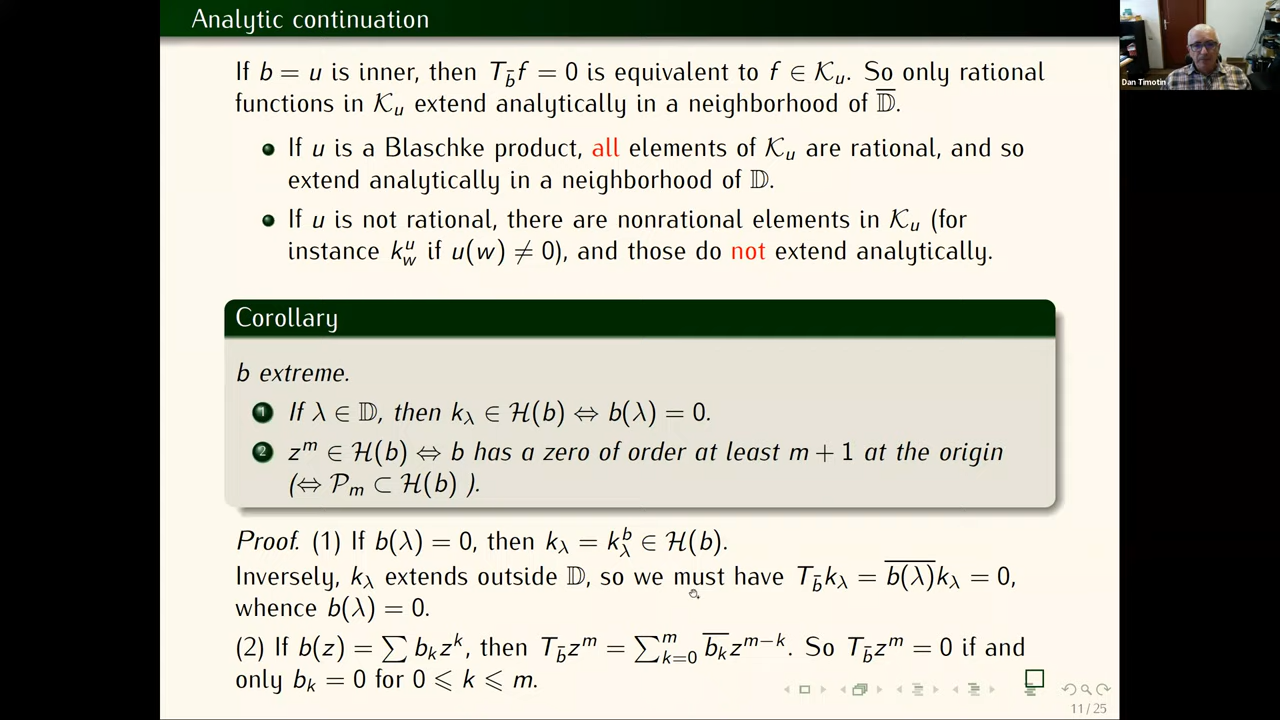 Analytic continuation
If b = u is inner, then T_{b̄} f = 0 is equivalent to f ∈ 𝒦_u. So only rational
functions in 𝒦_u extend analytically in a neighborhood of \overline{𝔻}.
If u is a Blaschke product, all elements of 𝒦_u are rational, and so
extend analytically in a neighborhood of 𝔻.
If u is not rational, there are nonrational elements in 𝒦_u (for
instance k_w^u if u(w) ≠ 0), and those do not extend analytically.
Corollary
b extreme.
1 If λ ∈ 𝔻, then k_λ ∈ ℋ(b) ⇔ b(λ) = 0.
2 z^m ∈ ℋ(b) ⇔ b has a zero of order at least m + 1 at the origin
(⇔ 𝒫_m ⊂ ℋ(b) ).
Proof. (1) If b(λ) = 0, then k_λ = k_λ^b ∈ ℋ(b).
Inversely, k_λ extends outside 𝔻, so we must have T_{b̄} k_λ = \overline{b(λ)} k_λ = 0,
whence b(λ) = 0.
(2) If b(z) = ∑ b_k z^k, then T_{b̄} z^m = ∑_{k=0}^m \overline{b_k} z^{m−k}. So T_{b̄} z^m = 0 if and
only b_k = 0 for 0 ⩽ k ⩽ m.
11 / 25
Dan Timotin